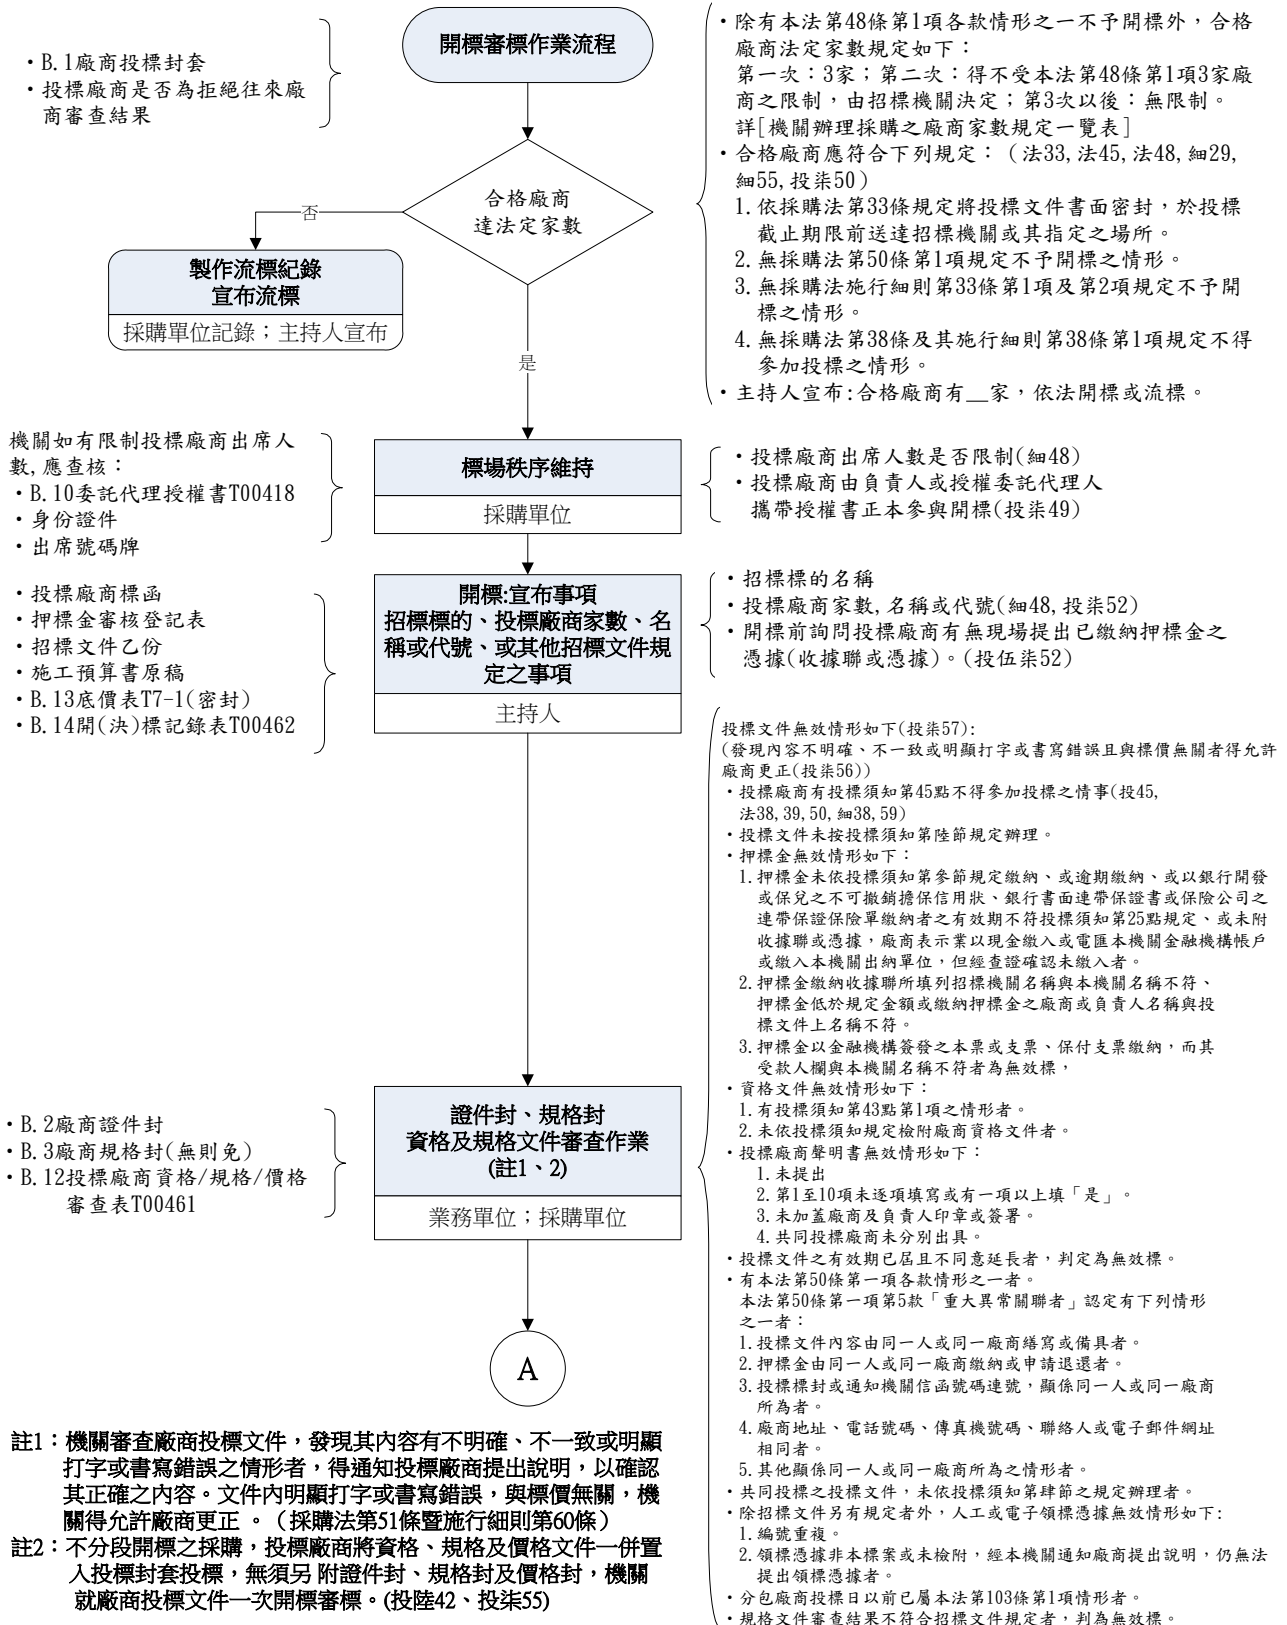 開標審標作業流程
・B.1廠商投標封套
・投標廠商是否為拒絕往來廠
商審查結果
・除有本法第48條第1項各款情形之一不予開標外，合格
廠商法定家數規定如下：
第一次：3家；第二次：得不受本法第48條第1項3家廠
商之限制，由招標機關決定；第3次以後：無限制。
詳[機關辦理採購之廠商家數規定一覽表]
・合格廠商應符合下列規定：（法33,法45,法48,細29,
細55,投柒50）
1.依採購法第33條規定將投標文件書面密封，於投標
截止期限前送達招標機關或其指定之場所。
2.無採購法第50條第1項規定不予開標之情形。
3.無採購法施行細則第33條第1項及第2項規定不予開
標之情形。
4.無採購法第38條及其施行細則第38條第1項規定不得
參加投標之情形。
・主持人宣布:合格廠商有__家，依法開標或流標。
合格廠商
達法定家數
否
製作流標紀錄
宣布流標
採購單位記錄；主持人宣布
是
機關如有限制投標廠商出席人
數,應查核：
・B.10委託代理授權書T00418
・身份證件
・出席號碼牌
標場秩序維持
採購單位
・投標廠商出席人數是否限制(細48)
・投標廠商由負責人或授權委託代理人
攜帶授權書正本參與開標(投柒49)
・投標廠商標函
・押標金審核登記表
・招標文件乙份
・施工預算書原稿
・B.13底價表T7-1(密封)
・B.14開(決)標記錄表T00462
開標:宣布事項
招標標的、投標廠商家數、名
稱或代號、或其他招標文件規
定之事項
主持人
・招標標的名稱
・投標廠商家數,名稱或代號(細48,投柒52)
・開標前詢問投標廠商有無現場提出已繳納押標金之
憑據(收據聯或憑據)。(投伍柒52)
投標文件無效情形如下(投柒57):
(發現內容不明確、不一致或明顯打字或書寫錯誤且與標價無關者得允許
廠商更正(投柒56))
・投標廠商有投標須知第45點不得參加投標之情事(投45,
法38,39,50,細38,59)
・投標文件未按投標須知第陸節規定辦理。
・押標金無效情形如下：
1.押標金未依投標須知第參節規定繳納、或逾期繳納、或以銀行開發
或保兌之不可撤銷擔保信用狀、銀行書面連帶保證書或保險公司之
連帶保證保險單繳納者之有效期不符投標須知第25點規定、或未附
收據聯或憑據，廠商表示業以現金繳入或電匯本機關金融機構帳戶
或繳入本機關出納單位，但經查證確認未繳入者。
2.押標金繳納收據聯所填列招標機關名稱與本機關名稱不符、
押標金低於規定金額或繳納押標金之廠商或負責人名稱與投
標文件上名稱不符。
3.押標金以金融機構簽發之本票或支票、保付支票繳納，而其
受款人欄與本機關名稱不符者為無效標，
・資格文件無效情形如下：
1.有投標須知第43點第1項之情形者。
2.未依投標須知規定檢附廠商資格文件者。
・投標廠商聲明書無效情形如下：
1.未提出
2.第1至10項未逐項填寫或有一項以上填「是」。
3.未加蓋廠商及負責人印章或簽署。
4.共同投標廠商未分別出具。
・投標文件之有效期已屆且不同意延長者，判定為無效標。
・有本法第50條第一項各款情形之一者。
本法第50條第一項第5款「重大異常關聯者」認定有下列情形
之一者：
1.投標文件內容由同一人或同一廠商繕寫或備具者。
2.押標金由同一人或同一廠商繳納或申請退還者。
3.投標標封或通知機關信函號碼連號，顯係同一人或同一廠商
所為者。
4.廠商地址、電話號碼、傳真機號碼、聯絡人或電子郵件網址
相同者。
5.其他顯係同一人或同一廠商所為之情形者。
・共同投標之投標文件，未依投標須知第肆節之規定辦理者。
・除招標文件另有規定者外，人工或電子領標憑據無效情形如下:
1.編號重複。
2.領標憑據非本標案或未檢附，經本機關通知廠商提出說明，仍無法
提出領標憑據者。
・分包廠商投標日以前已屬本法第103條第1項情形者。
・規格文件審查結果不符合招標文件規定者，判為無效標。
・B.2廠商證件封
・B.3廠商規格封(無則免)
・B.12投標廠商資格/規格/價格
審查表T00461
證件封、規格封
資格及規格文件審查作業
(註1、2)
業務單位；採購單位
A
註1：機關審查廠商投標文件，發現其內容有不明確、不一致或明顯
打字或書寫錯誤之情形者，得通知投標廠商提出說明，以確認
其正確之內容。文件內明顯打字或書寫錯誤，與標價無關，機
關得允許廠商更正 。（採購法第51條暨施行細則第60條）
註2：不分段開標之採購，投標廠商將資格、規格及價格文件一併置
入投標封套投標，無須另 附證件封、規格封及價格封，機關
就廠商投標文件一次開標審標。(投陸42、投柒55)